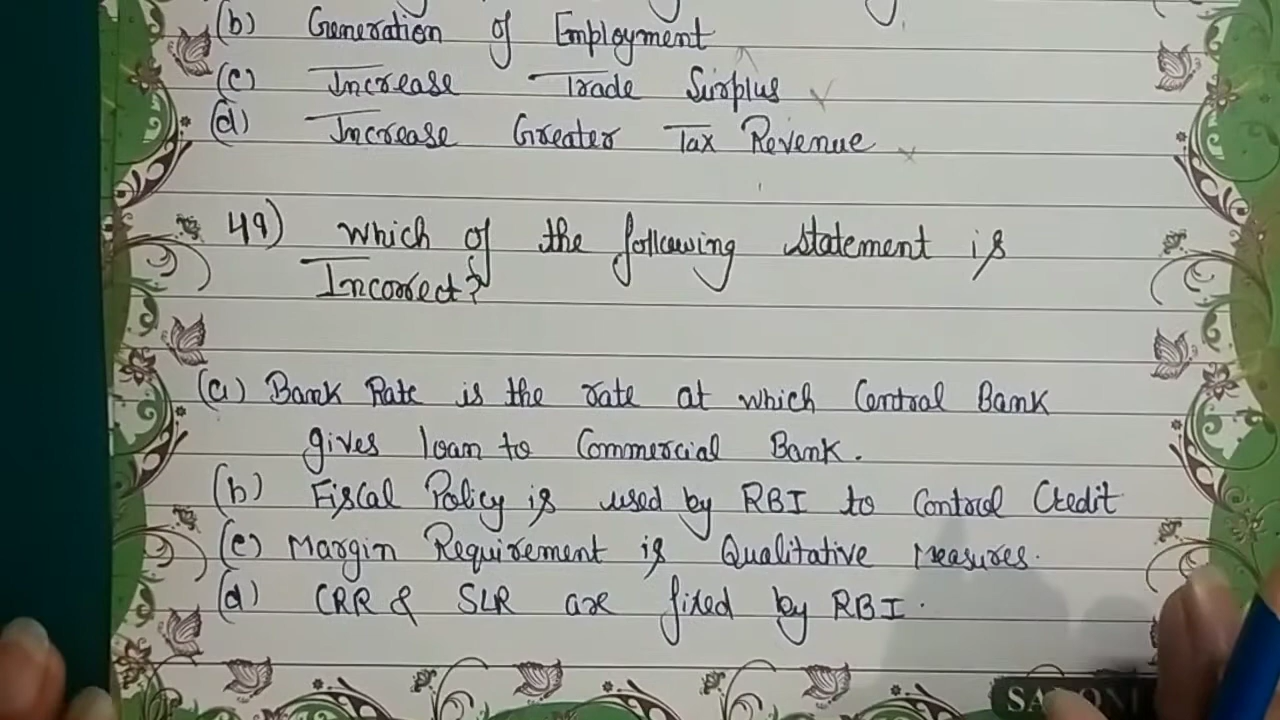 (b) Generation of Employment
(c) Increase Trade Surplus
(d) Increase Greater Tax Revenue
49) Which of the following statement is
Incorrect?
(a) Bank Rate is the rate at which Central Bank
gives loan to Commercial Bank.
(b) Fiscal Policy is used by RBI to Control Credit
(c) Margin Requirement is Qualitative Measures.
(d) CRR & SLR are fixed by RBI.